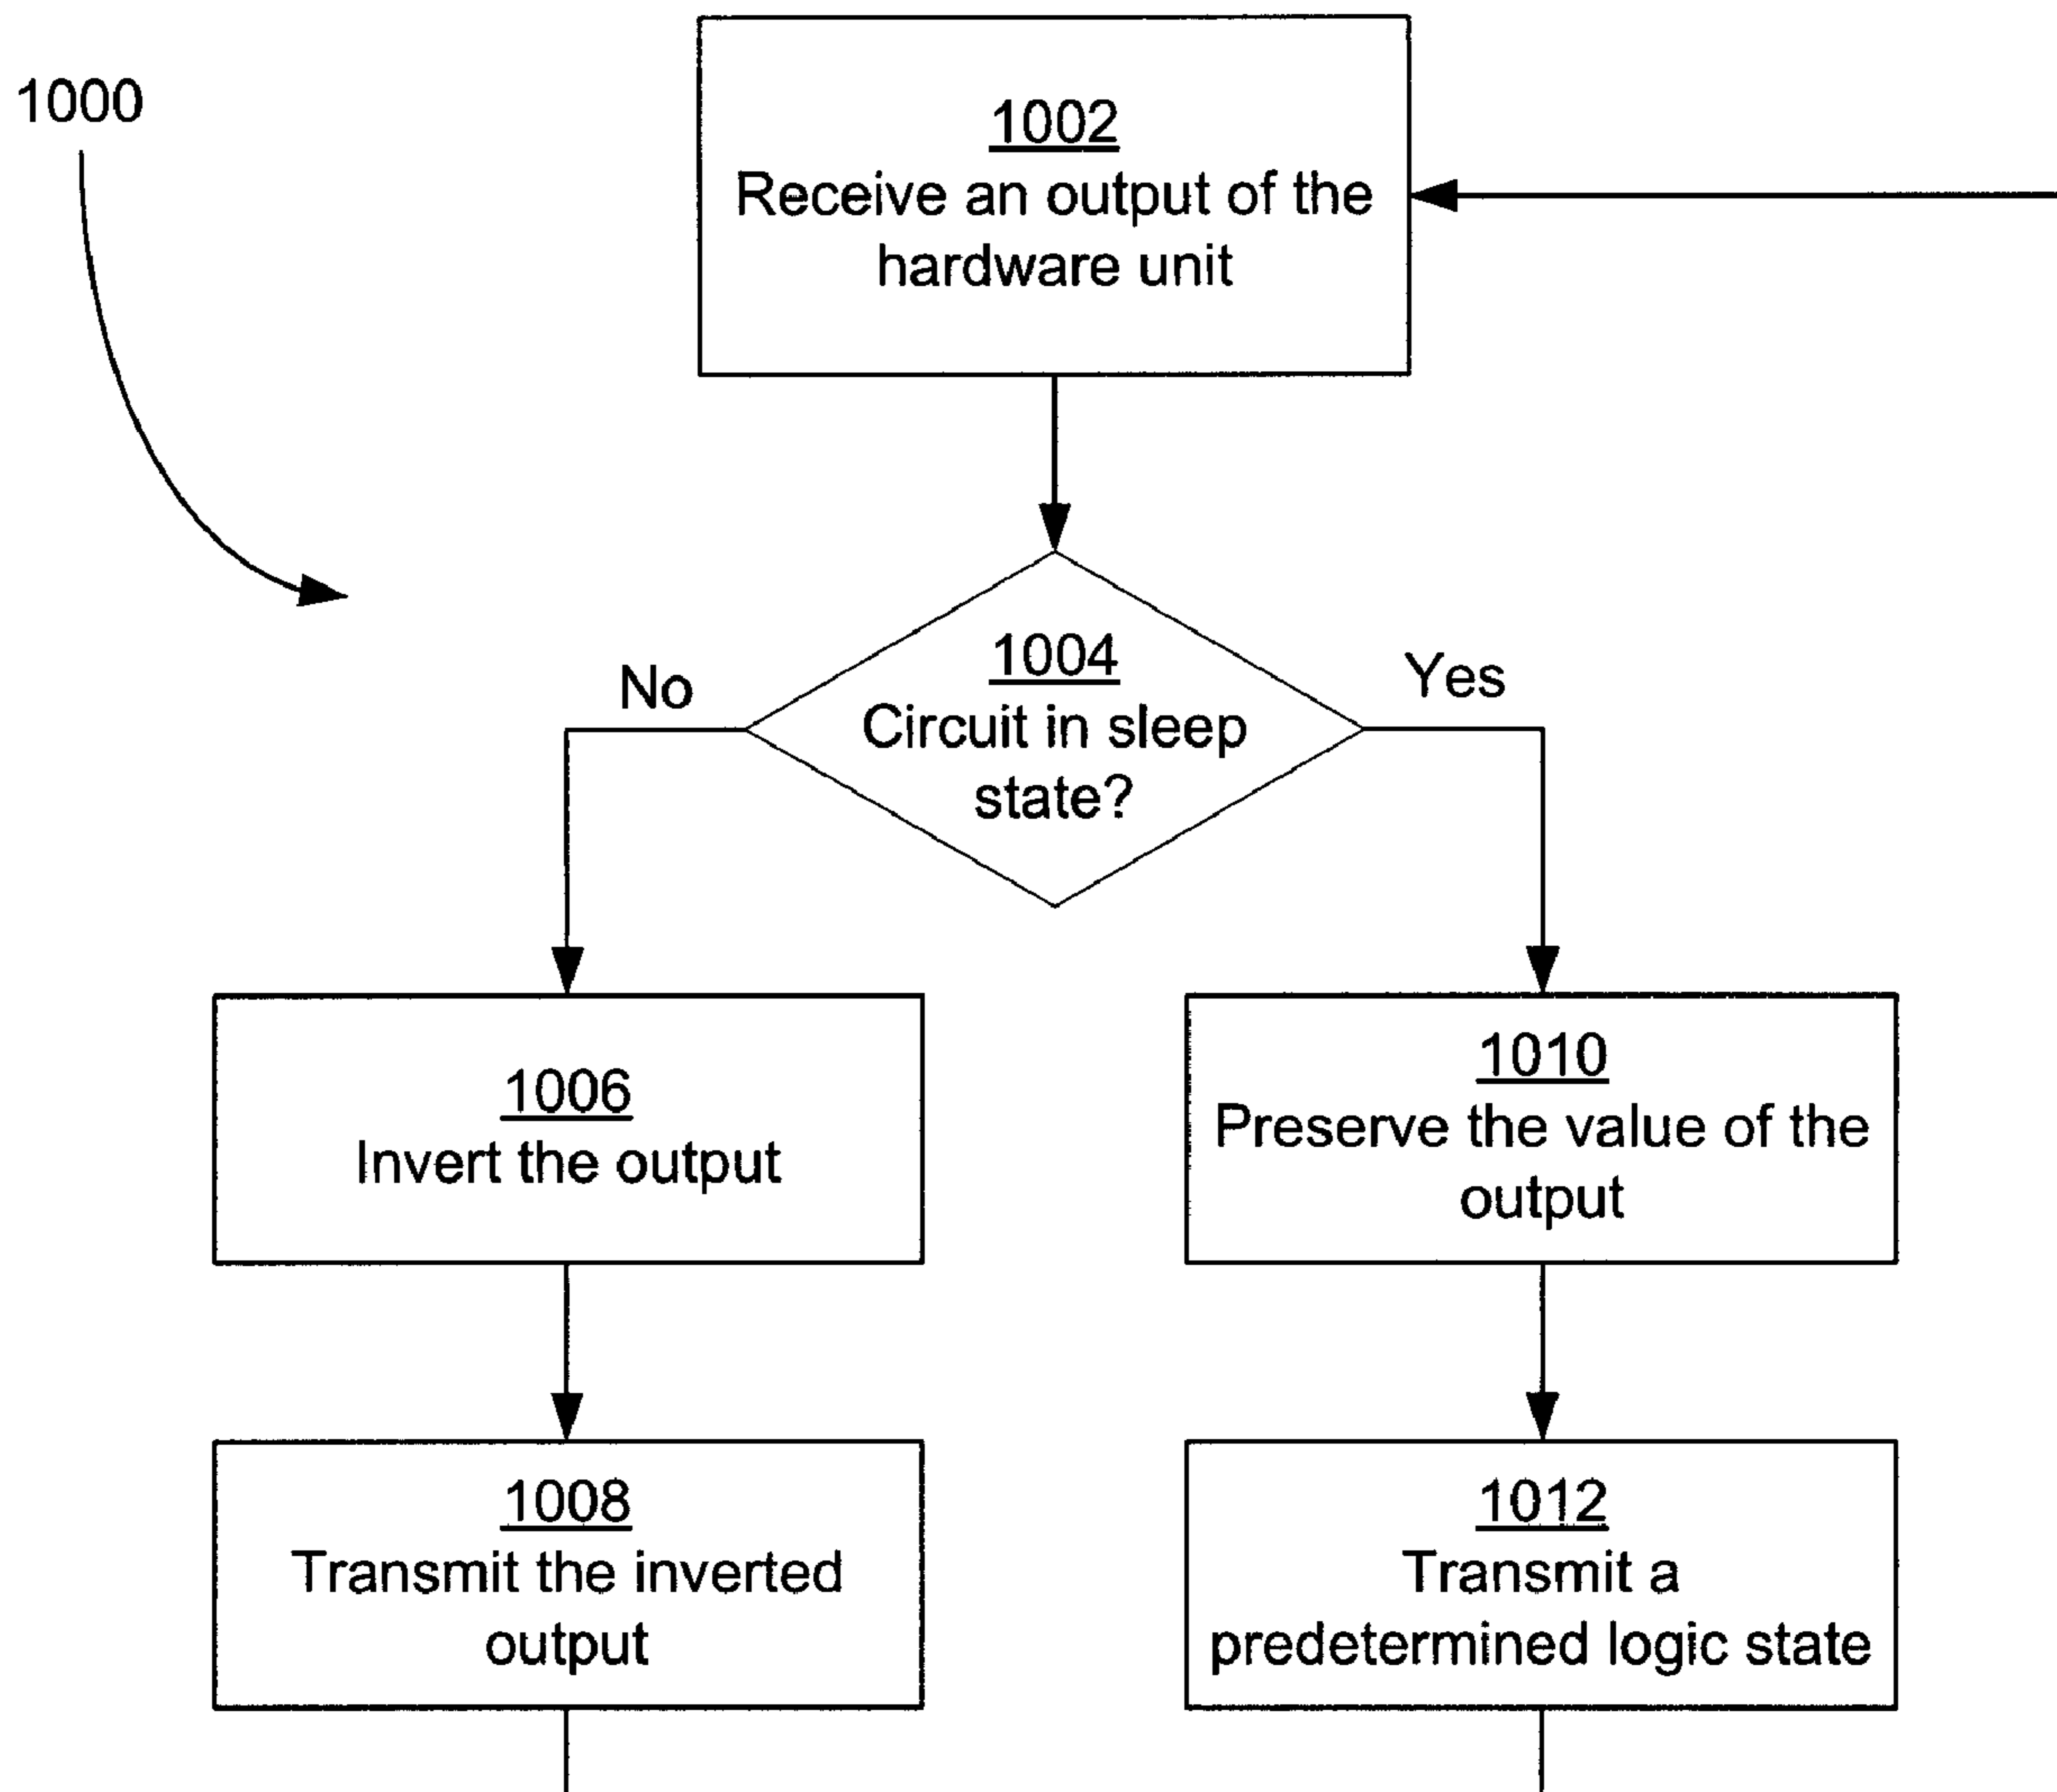 1000
1002
Receive an output of the
hardware unit
1004
Circuit in sleep
state?
No
Yes
1006
Invert the output
1010
Preserve the value of the
output
1008
Transmit the inverted
output
1012
Transmit a
predetermined logic state